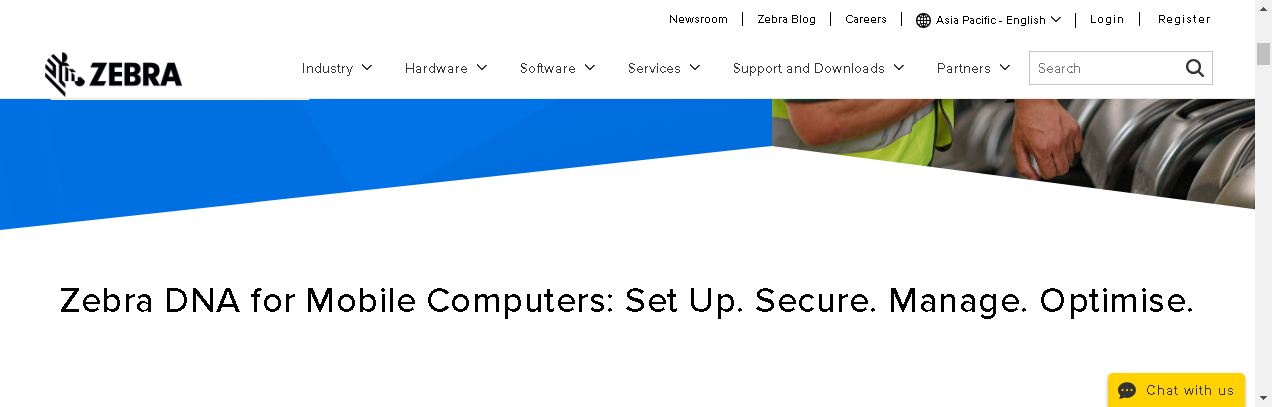 Newsroom Zebra Blog Careers Asia Pacific - English Login Register
ZEBRA Industry Hardware Software Services Support and Downloads Partners Search
Zebra DNA for Mobile Computers: Set Up. Secure. Manage. Optimise.
Chat with us